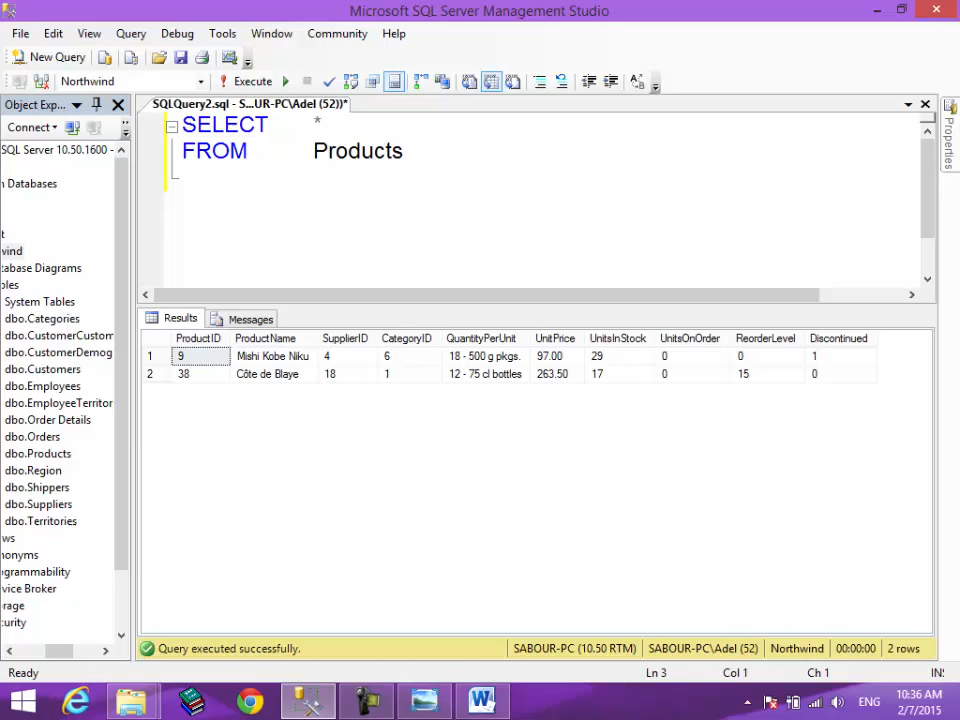 Microsoft SQL Server Management Studio
File Edit View Query Debug Tools Window Community Help
New Query
Northwind Execute
Object Exp...
SQLQuery2.sql - S...UR-PC\Adel (52))*
Connect
SQL Server 10.50.1600 -
n Databases
t
wind
tabase Diagrams
oles
System Tables
dbo.Categories
dbo.CustomerCustom
dbo.CustomerDemog
dbo.Customers
dbo.Employees
dbo.EmployeeTerritor
dbo.Order Details
dbo.Orders
dbo.Products
dbo.Region
dbo.Shippers
dbo.Suppliers
dbo.Territories
ws
nonyms
ogrammability
vice Broker
rage
curity
SELECT *
FROM Products
Properties
Results Messages
ProductID ProductName SupplierID CategoryID QuantityPerUnit UnitPrice UnitsInStock UnitsOnOrder ReorderLevel Discontinued
1 9 Mishi Kobe Niku 4 6 18 - 500 g pkgs. 97.00 29 0 0 1
2 38 Côte de Blaye 18 1 12 - 75 cl bottles 263.50 17 0 15 0
Query executed successfully. SABOUR-PC (10.50 RTM) SABOUR-PC\Adel (52) Northwind 00:00:00 2 rows
Ready Ln 3 Col 1 Ch 1 INS
ENG
10:36 AM
2/7/2015